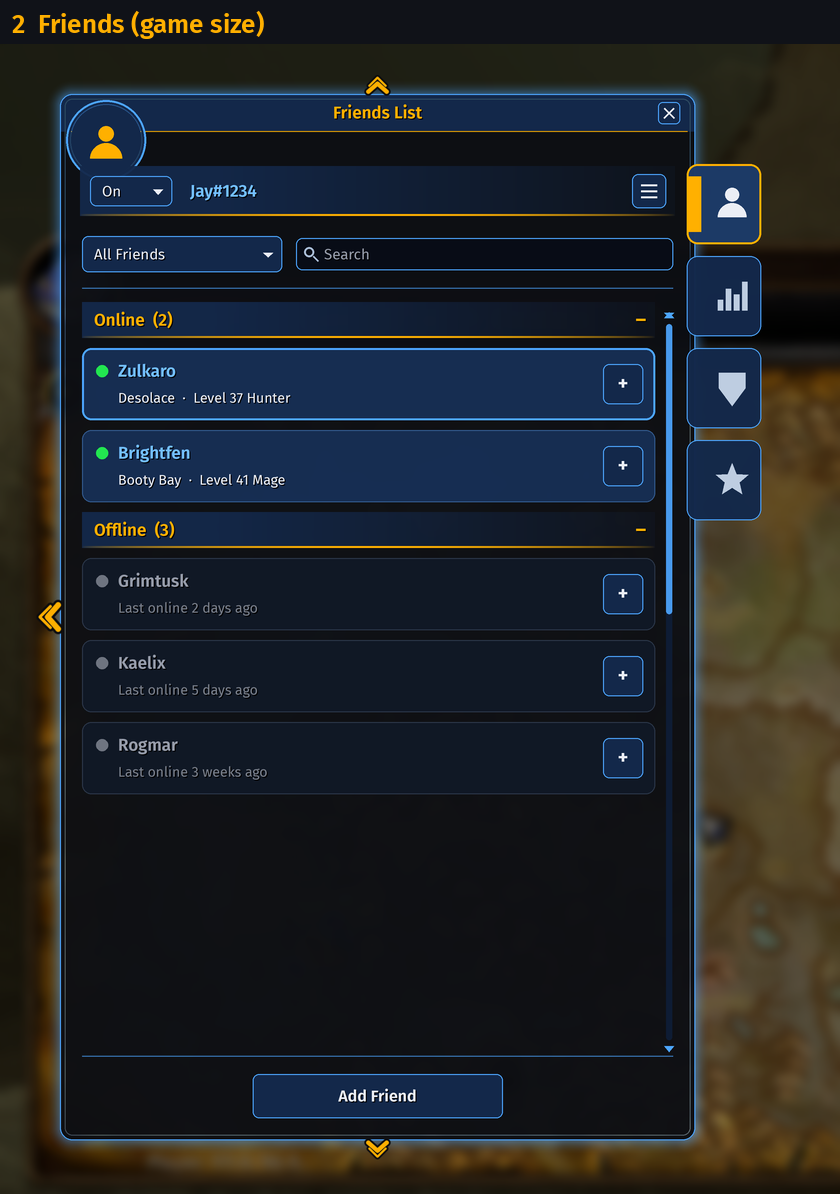 2 Friends (game size)
Friends List
On
Jay#1234
All Friends
Search
Online (2)
Zulkaro
Desolace · Level 37 Hunter
+
Brightfen
Booty Bay · Level 41 Mage
+
Offline (3)
Grimtusk
Last online 2 days ago
+
Kaelix
Last online 5 days ago
+
Rogmar
Last online 3 weeks ago
+
Add Friend